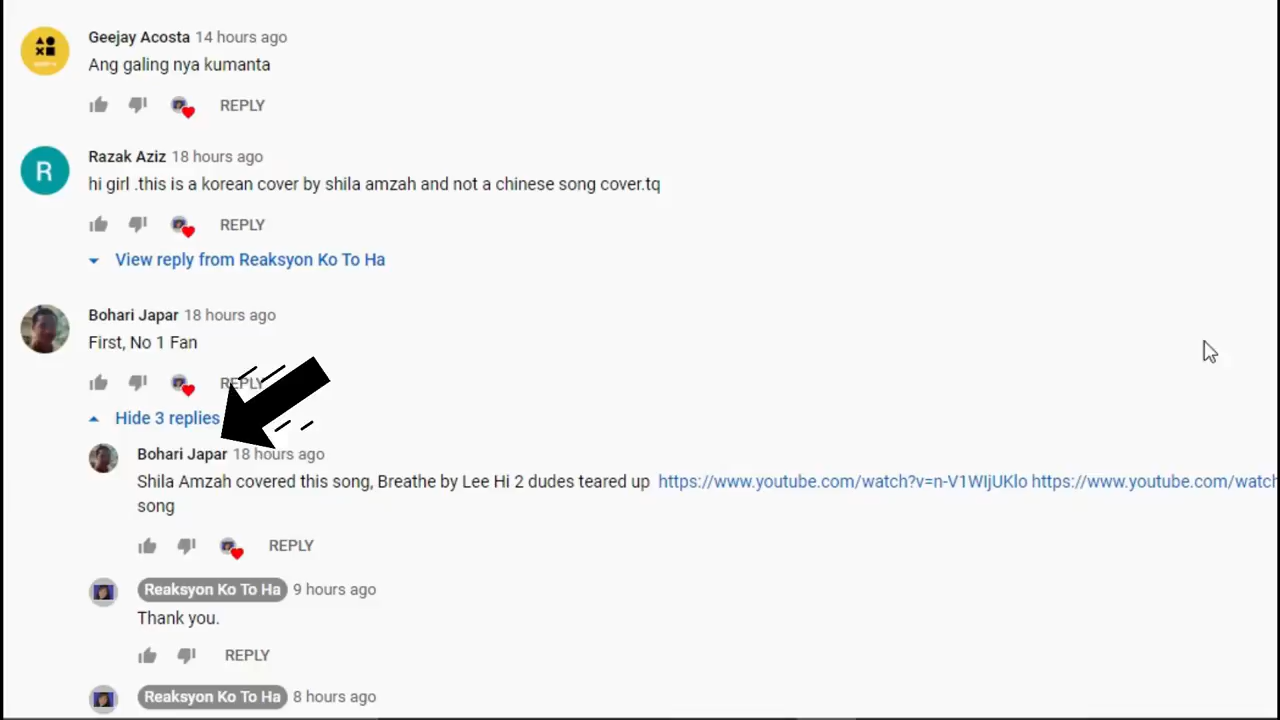 Geejay Acosta 14 hours ago
Ang galing nya kumanta
REPLY
R
Razak Aziz 18 hours ago
hi girl .this is a korean cover by shila amzah and not a chinese song cover.tq
REPLY
View reply from Reaksyon Ko To Ha
Bohari Japar 18 hours ago
First, No 1 Fan
REPLY
Hide 3 replies
Bohari Japar 18 hours ago
Shila Amzah covered this song, Breathe by Lee Hi 2 dudes teared up https://www.youtube.com/watch?v=n-V1WIjUKlo https://www.youtube.com/watch
song
REPLY
Reaksyon Ko To Ha 9 hours ago
Thank you.
REPLY
Reaksyon Ko To Ha 8 hours ago